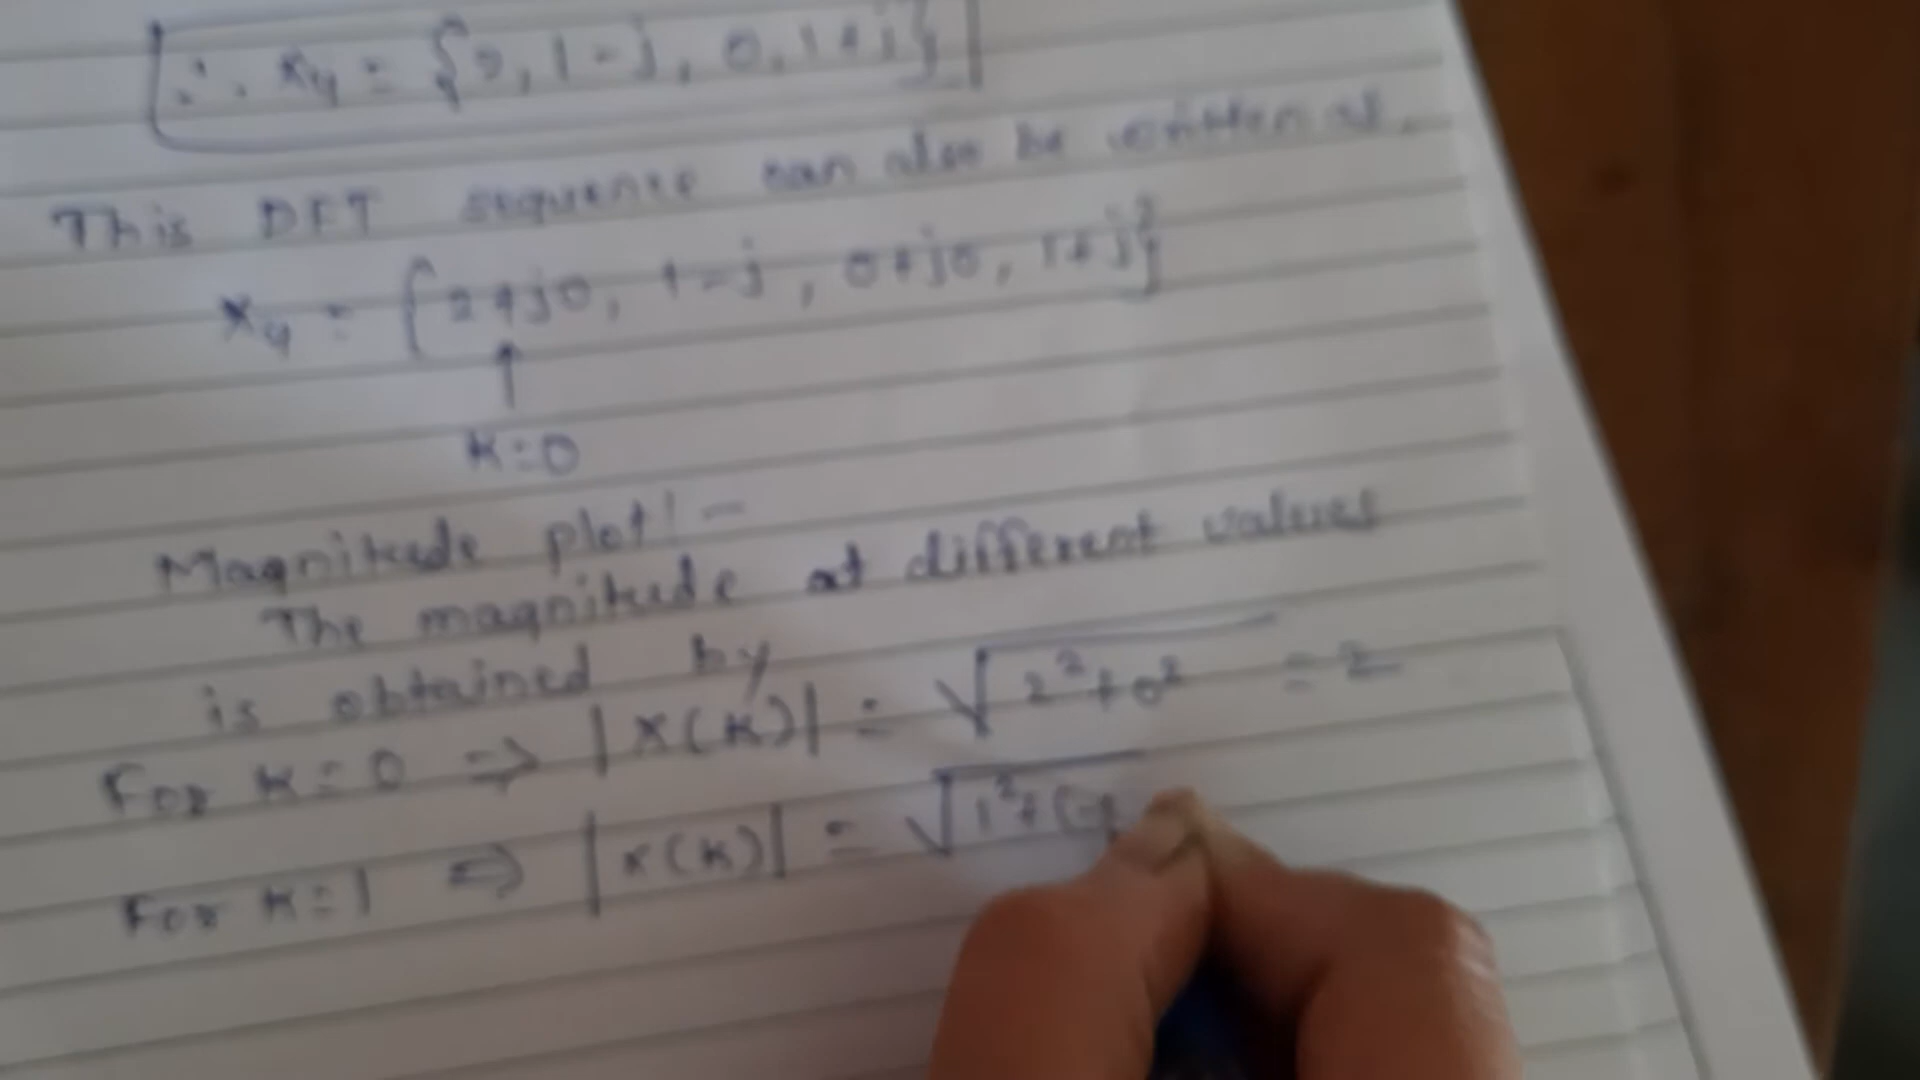 ∴ X4 = {2, 1-j, 0, 1+j}
This DFT sequence can also be written as,
X4 = {2+j0, 1-j, 0+j0, 1+j}
↑
K=0
Magnitude plot:-
The magnitude at different values
is obtained by
For K=0 ⇒ |X(K)| = √2²+0² = 2
For K=1 ⇒ |X(K)| = √1²+(-1